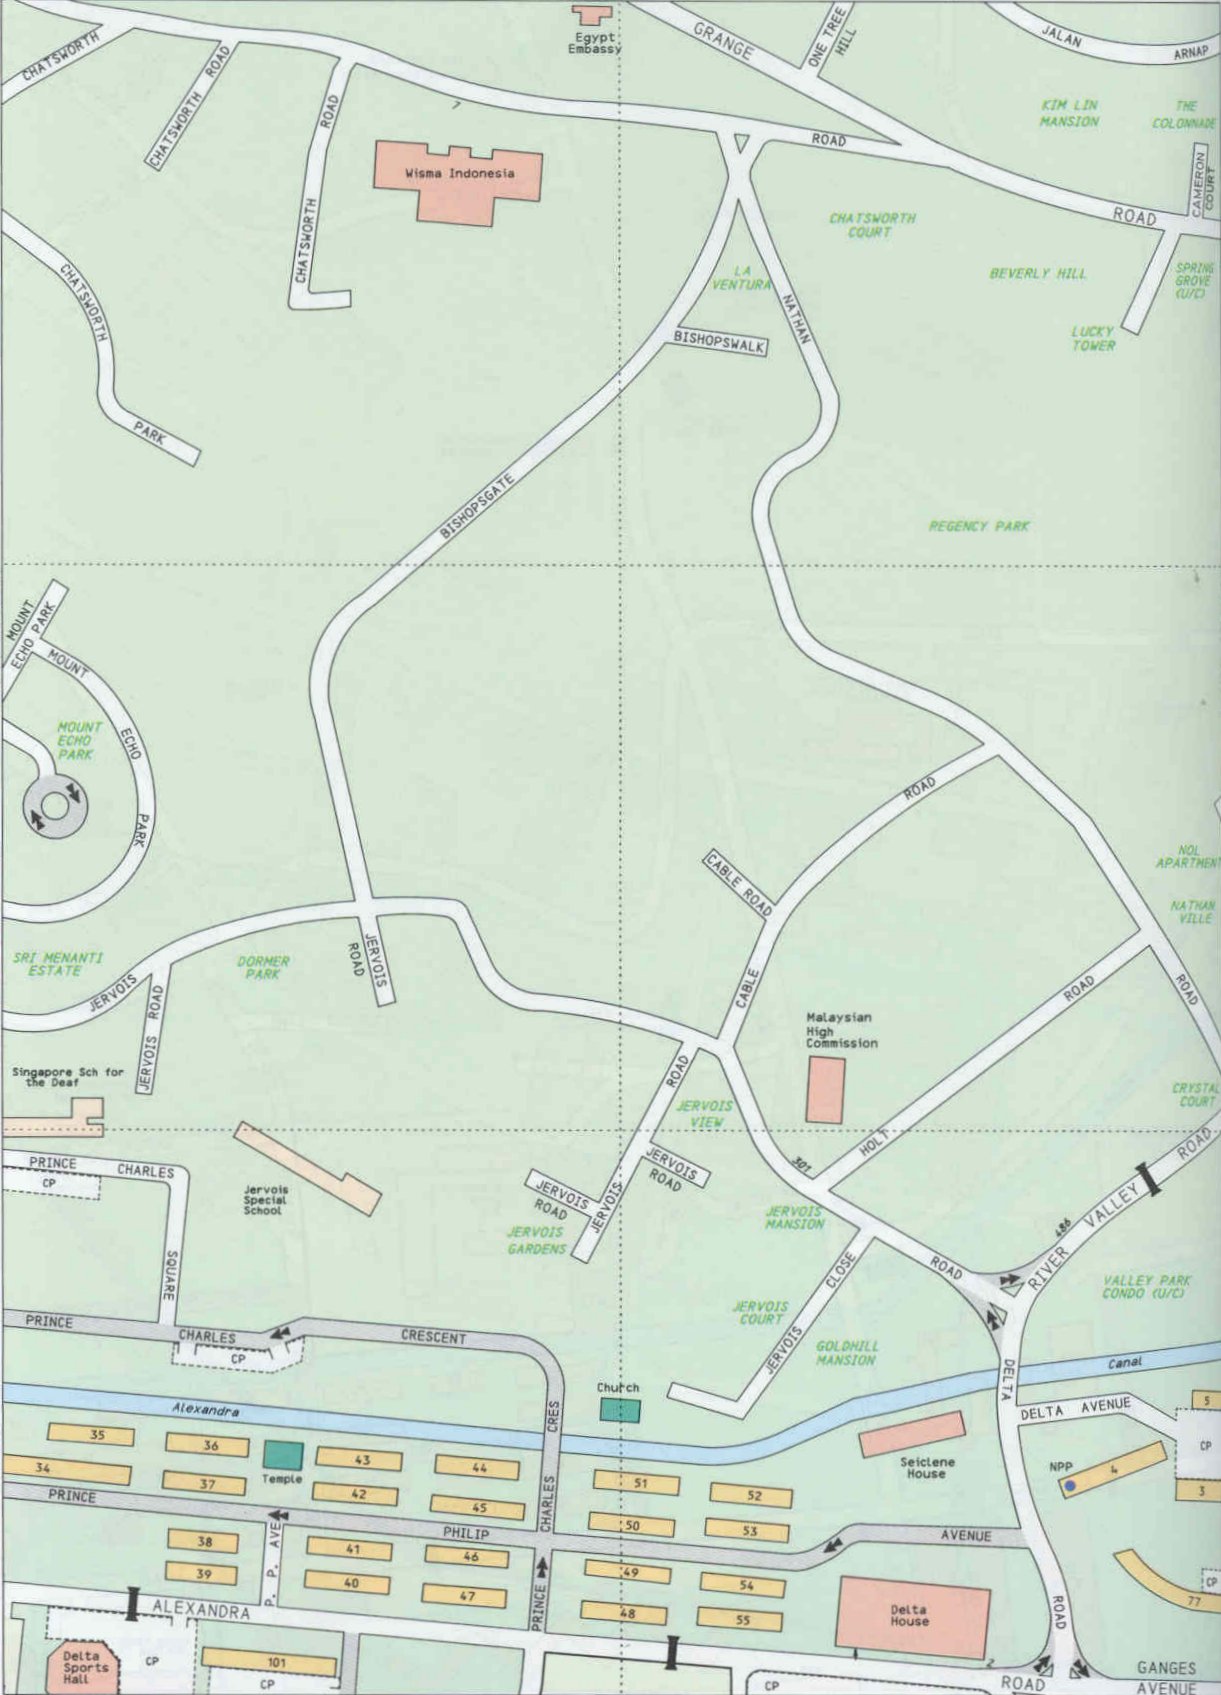 Egypt
Embassy
GRANGE
ONE TREE
HILL
JALAN
ARNAP
CHATSWORTH
CHATSWORTH ROAD
ROAD
CHATSWORTH
7
KIM LIN
MANSION
THE
COLONNADE
Wisma Indonesia
ROAD
CAMERON
COURT
ROAD
CHATSWORTH
COURT
BEVERLY HILL
SPRING
GROVE
(U/C)
LA
VENTURA
NATHAN
CHATSWORTH
PARK
BISHOPSWALK
LUCKY
TOWER
BISHOPSGATE
REGENCY PARK
MOUNT
ECHO PARK
MOUNT
ECHO
PARK
MOUNT
ECHO
PARK
ROAD
CABLE ROAD
CABLE
NOL
APARTMENT
NATHAN
VILLE
SRI MENANTI
ESTATE
DORMER
PARK
JERVOIS
ROAD
JERVOIS
JERVOIS ROAD
ROAD
ROAD
Malaysian
High
Commission
Singapore Sch for
the Deaf
ROAD
JERVOIS
VIEW
CRYSTAL
COURT
HOLT
301
ROAD
PRINCE CHARLES
CP
SQUARE
Jervois
Special
School
JERVOIS
ROAD
JERVOIS
ROAD
JERVOIS
JERVOIS
GARDENS
JERVOIS
MANSION
486
RIVER VALLEY
ROAD
CLOSE
JERVOIS
VALLEY PARK
CONDO (U/C)
JERVOIS
COURT
GOLDHILL
MANSION
PRINCE
CHARLES
CRESCENT
CP
Canal
DELTA
Church
Alexandra
CRES
DELTA AVENUE
5
CP
35
36
Temple
43
44
34
37
42
45
51
52
Seiclene
House
NPP
4
3
PRINCE
PHILIP
CHARLES
AVENUE
50
53
38
39
P. P. AVE
41
46
40
47
49
54
48
55
PRINCE
Delta
House
77
CP
ALEXANDRA
ROAD
Delta
Sports
Hall
CP
101
CP
CP
2
ROAD
GANGES
AVENUE